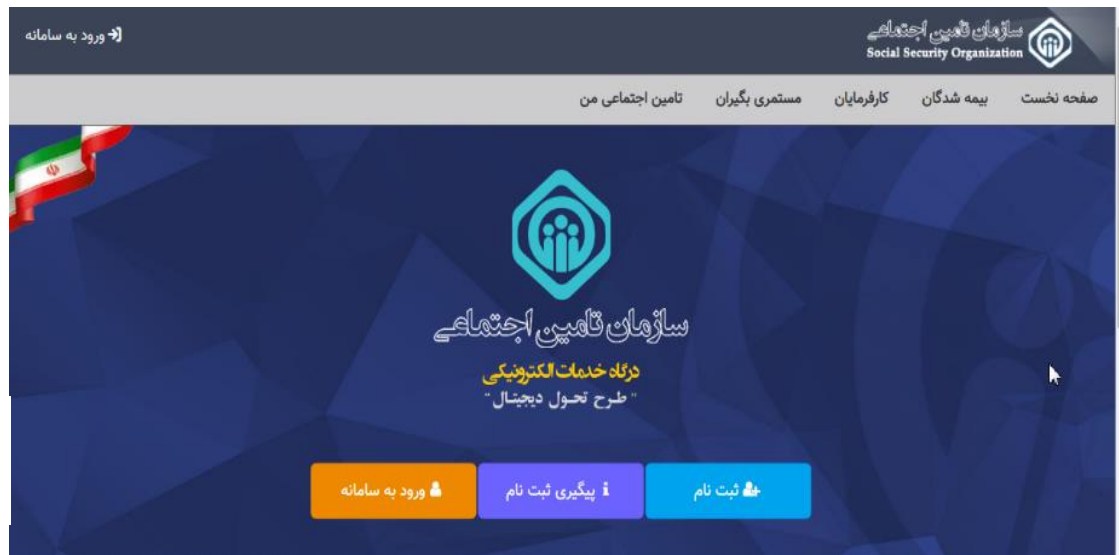 سازمان تامین اجتماعی
Social Security Organization
ورود به سامانه
صفحه نخست بیمه شدگان کارفرمایان مستمری بگیران تامین اجتماعی من
سازمان تامین اجتماعی
درگاه خدمات الکترونیکی
" طرح تحول دیجیتال "
ثبت نام
پیگیری ثبت نام
ورود به سامانه